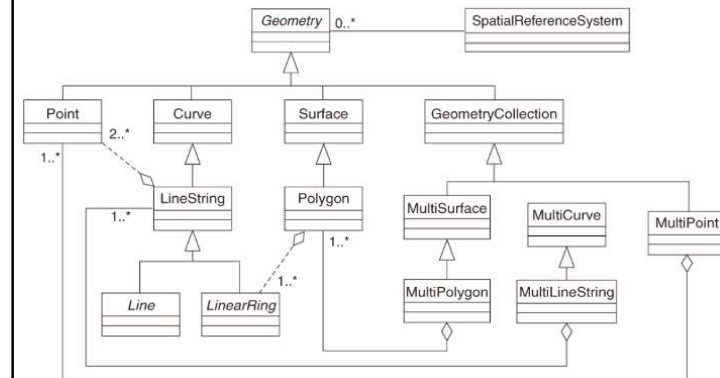 Geometry 0..* SpatialReferenceSystem
Point Curve Surface GeometryCollection
2..*
1..*
LineString Polygon MultiSurface MultiCurve MultiPoint
1..* 1..*
1..*
Line LinearRing MultiPolygon MultiLineString